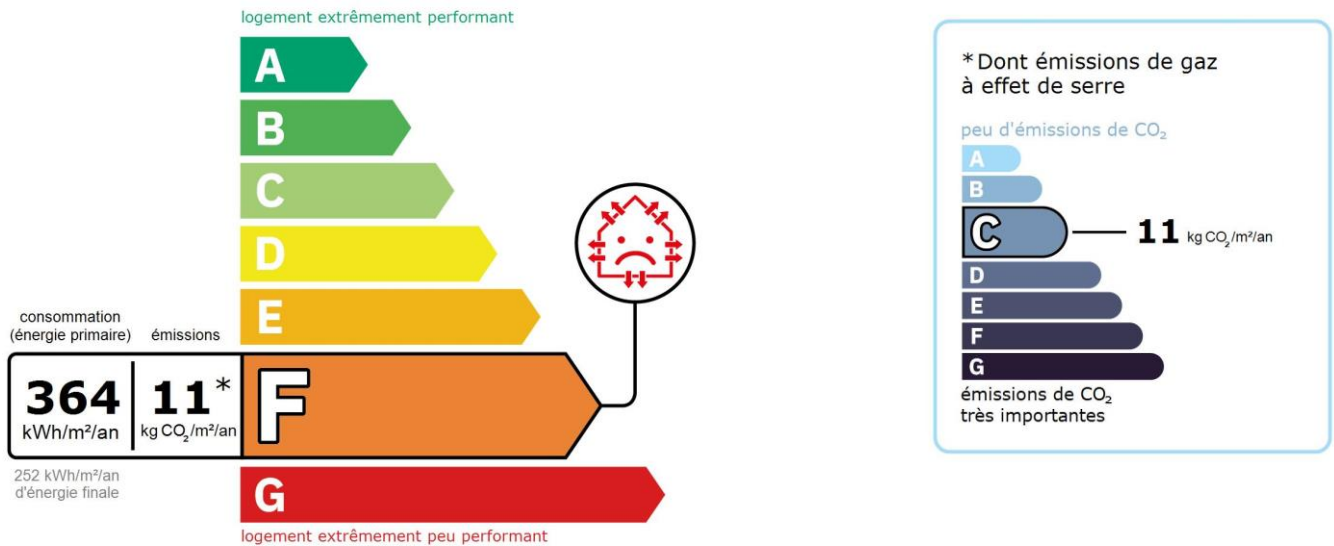 logement extrêmement performant
A
B
C
D
E
consommation
(énergie primaire)
émissions
364
kWh/m²/an
11*
kg CO₂/m²/an
F
252 kWh/m²/an
d'énergie finale
G
logement extrêmement peu performant
*Dont émissions de gaz
à effet de serre
peu d'émissions de CO₂
A
B
C
11 kg CO₂/m²/an
D
E
F
G
émissions de CO₂
très importantes